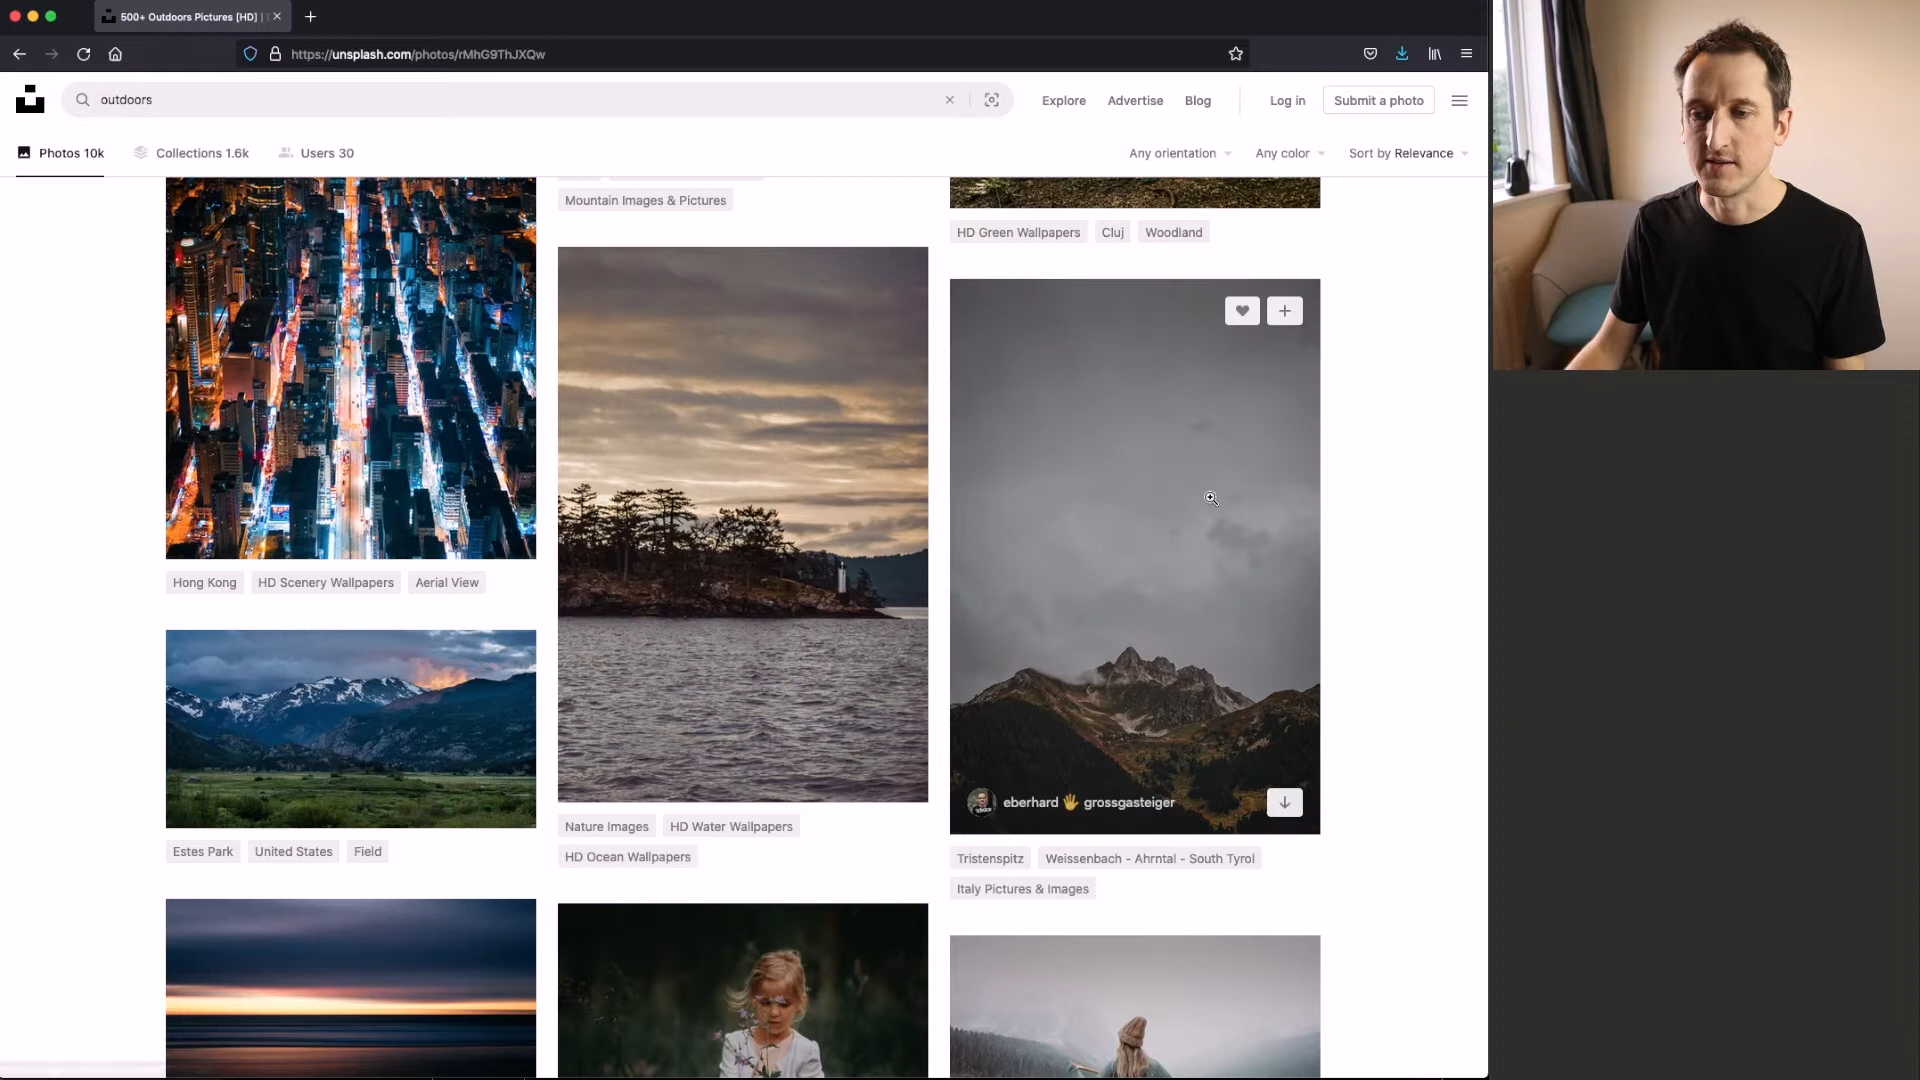 500+ Outdoors Pictures [HD] |
https://unsplash.com/photos/rMhG9ThJXQw
outdoors
Explore
Advertise
Blog
Log in
Submit a photo
Photos 10k
Collections 1.6k
Users 30
Any orientation
Any color
Sort by Relevance
Mountain Images & Pictures
HD Green Wallpapers
Cluj
Woodland
Hong Kong
HD Scenery Wallpapers
Aerial View
eberhard 🖐 grossgasteiger
Nature Images
HD Water Wallpapers
HD Ocean Wallpapers
Estes Park
United States
Field
Tristenspitz
Weissenbach - Ahrntal - South Tyrol
Italy Pictures & Images